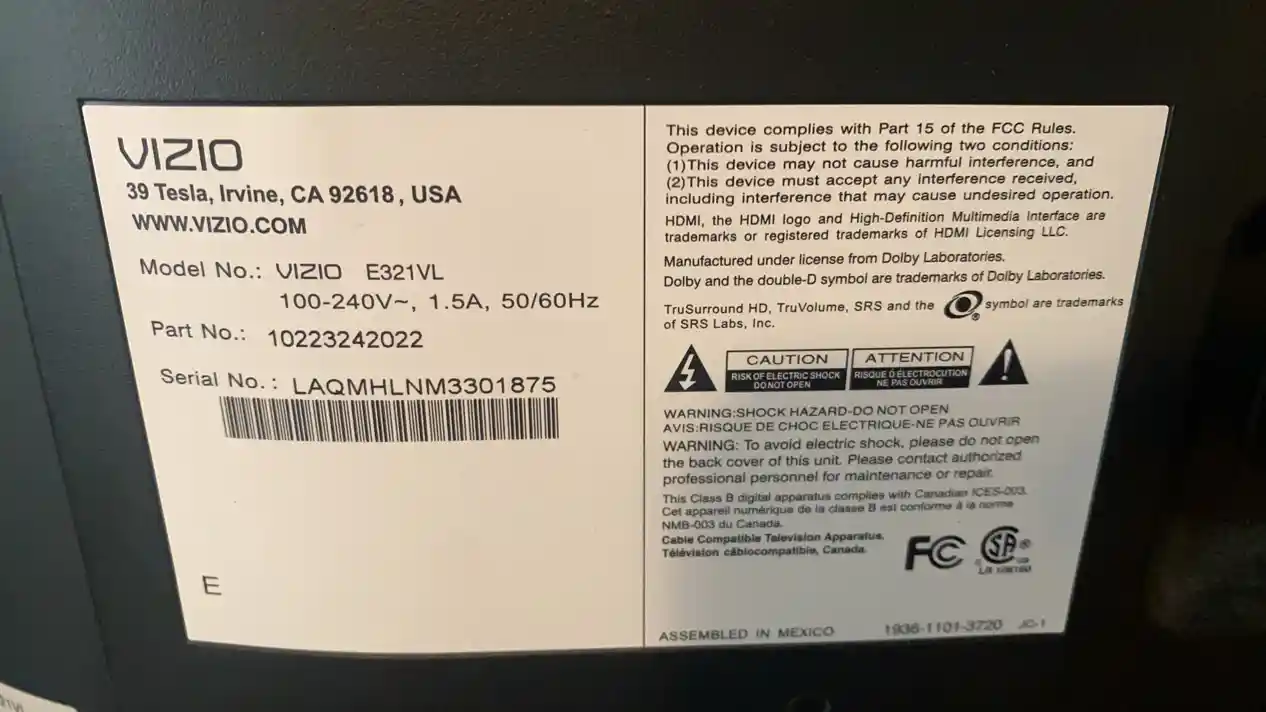 VIZIO
39 Tesla, Irvine, CA 92618, USA
WWW.VIZIO.COM
Model No.: VIZIO E321VL
100-240V~, 1.5A, 50/60Hz
Part No.: 10223242022
Serial No.: LAQMHLNM3301875
E
This device complies with Part 15 of the FCC Rules.
Operation is subject to the following two conditions:
(1)This device may not cause harmful interference, and
(2)This device must accept any interference received,
including interference that may cause undesired operation.
HDMI, the HDMI logo and High-Definition Multimedia Interface are
trademarks or registered trademarks of HDMI Licensing LLC.
Manufactured under license from Dolby Laboratories.
Dolby and the double-D symbol are trademarks of Dolby Laboratories.
TruSurround HD, TruVolume, SRS and the symbol are trademarks
of SRS Labs, Inc.
CAUTION
RISK OF ELECTRIC SHOCK
DO NOT OPEN
ATTENTION
RISQUE D'ÉLECTROCUTION
NE PAS OUVRIR
WARNING:SHOCK HAZARD-DO NOT OPEN
AVIS:RISQUE DE CHOC ELECTRIQUE-NE PAS OUVRIR
WARNING: To avoid electric shock, please do not open
the back cover of this unit. Please contact authorized
professional personnel for maintenance or repair.
This Class B digital apparatus complies with Canadian ICES-003.
Cet appareil numérique de la classe B est conforme à la norme
NMB-003 du Canada.
Cable Compatible Television Apparatus.
Télévision câblocompatible, Canada.
FC SA
ASSEMBLED IN MEXICO 1936-1101-3720 JC-1